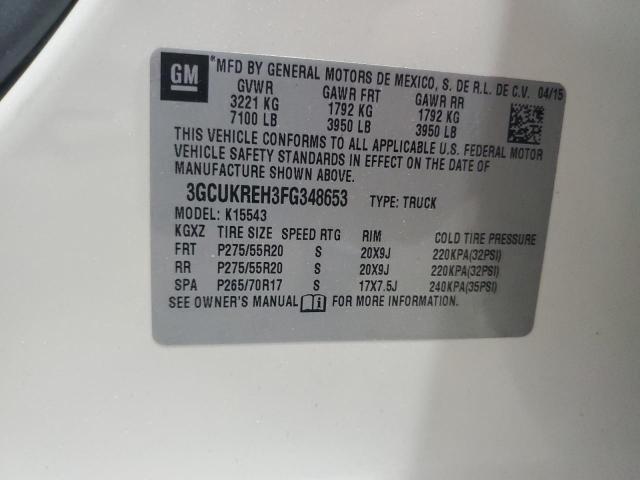 GM
*MFD BY GENERAL MOTORS DE MEXICO, S. DE R.L. DE C.V. 04/15
GVWR GAWR FRT GAWR RR
3221 KG 1792 KG 1792 KG
7100 LB 3950 LB 3950 LB
THIS VEHICLE CONFORMS TO ALL APPLICABLE U.S. FEDERAL MOTOR
VEHICLE SAFETY STANDARDS IN EFFECT ON THE DATE OF
MANUFACTURE SHOWN ABOVE.
3GCUKREH3FG348653 TYPE: TRUCK
MODEL: K15543
KGXZ TIRE SIZE SPEED RTG RIM COLD TIRE PRESSURE
FRT P275/55R20 S 20X9J 220KPA(32PSI)
RR P275/55R20 S 20X9J 220KPA(32PSI)
SPA P265/70R17 S 17X7.5J 240KPA(35PSI)
SEE OWNER'S MANUAL i FOR MORE INFORMATION.